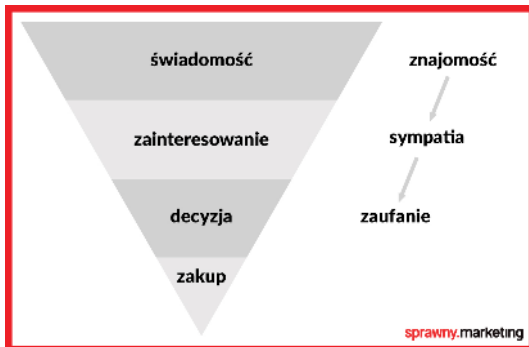 świadomość znajomość
zainteresowanie sympatia
decyzja zaufanie
zakup
sprawny.marketing